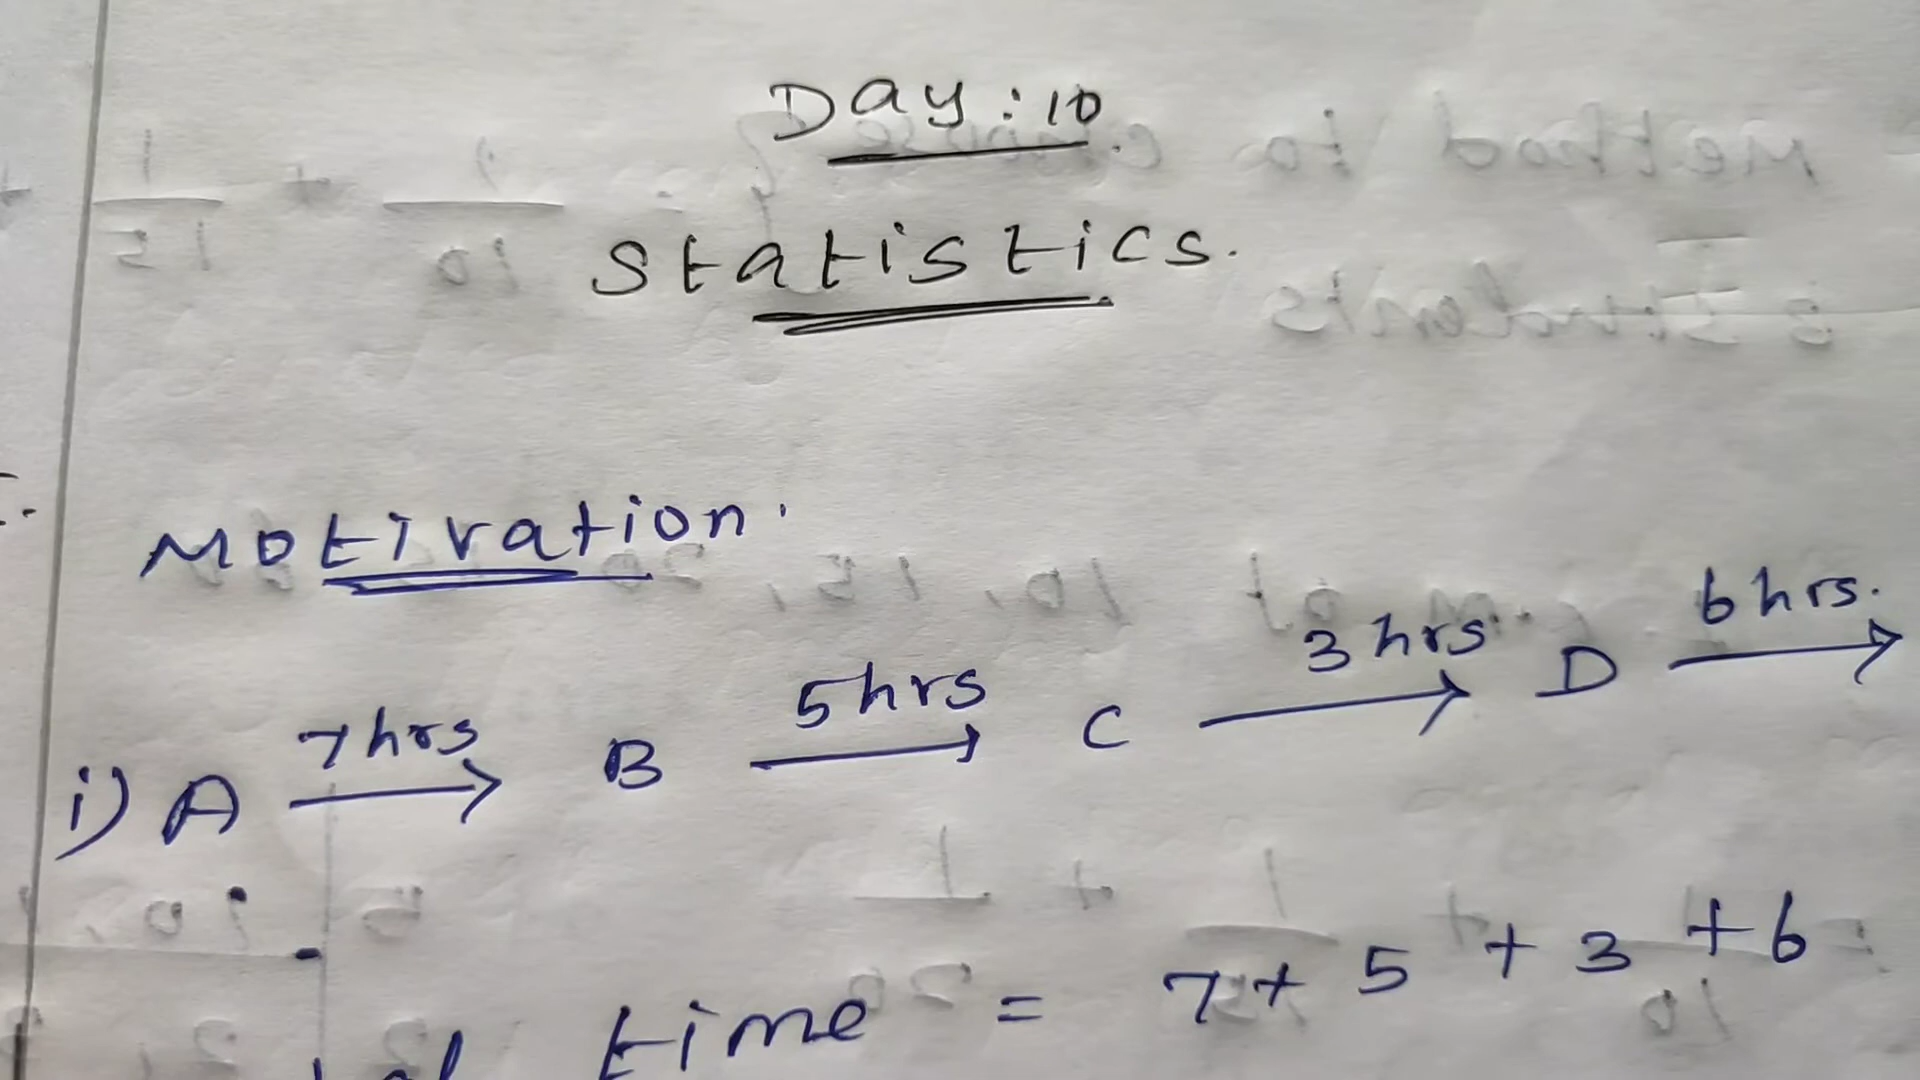 Day: 10
Statistics.
Motivation.
i) A 7hrs → B 5hrs → C 3hrs → D 6hrs. →
time = 7 + 5 + 3 + 6